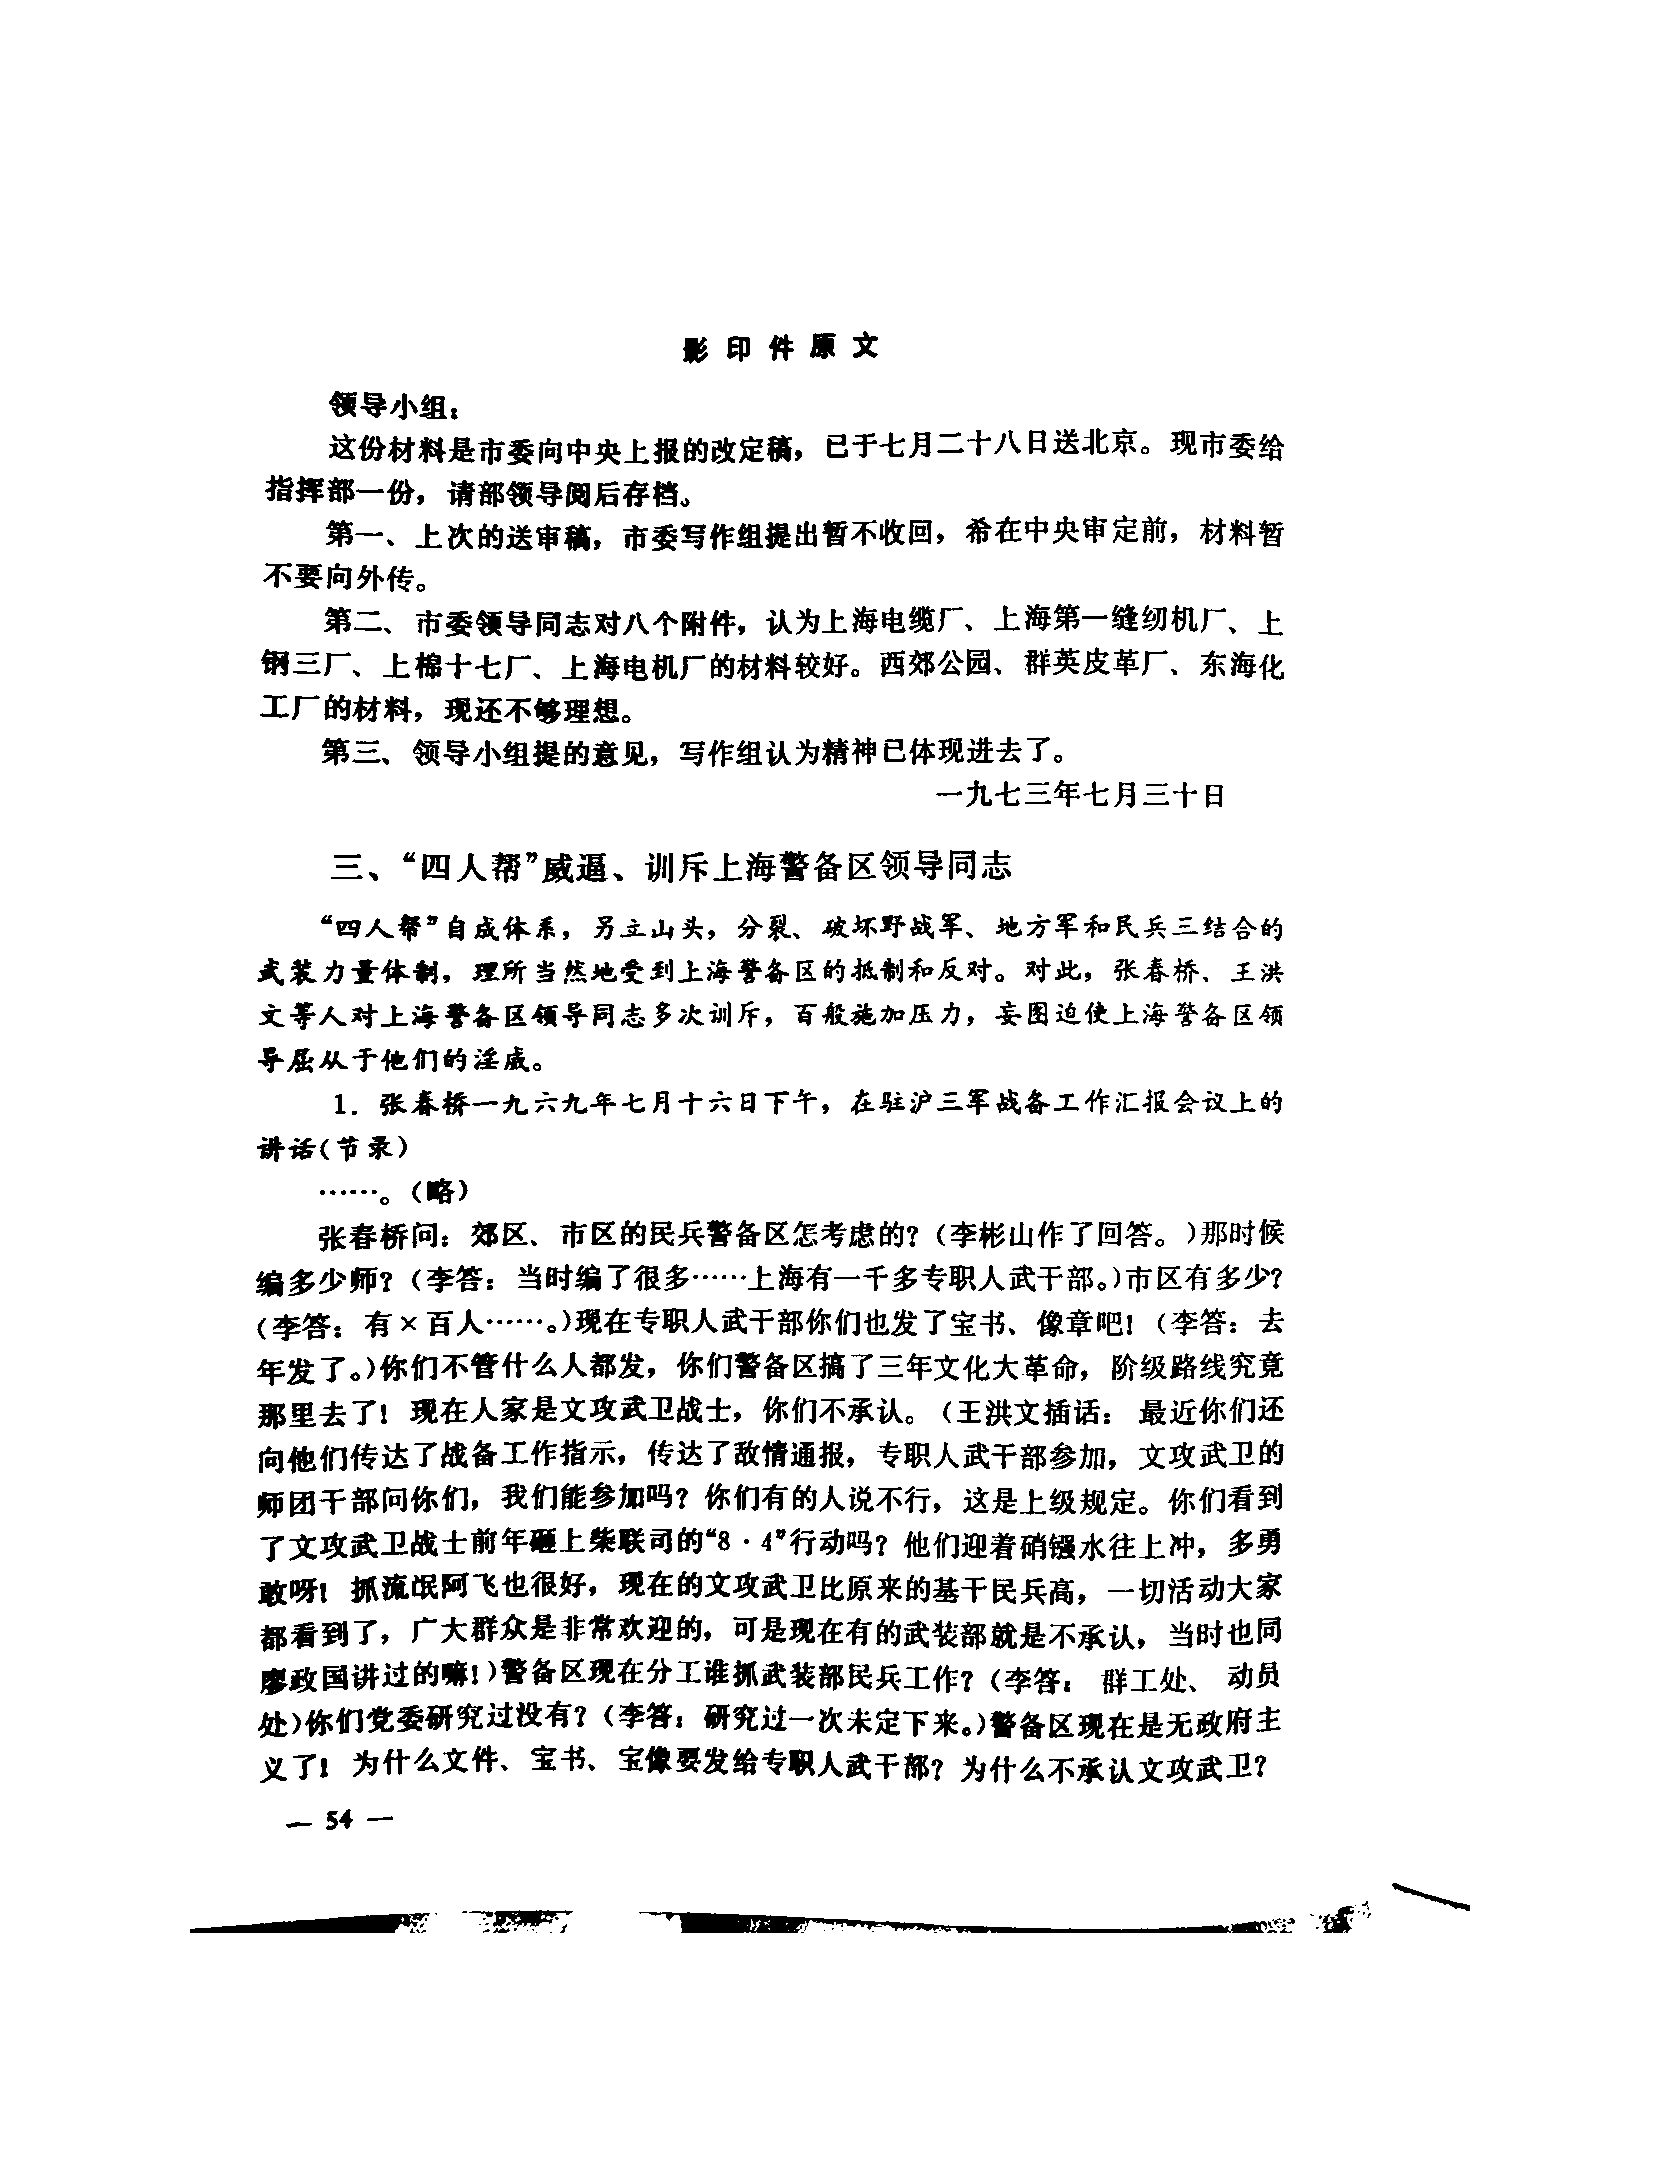 影印件原文
领导小组：
这份材料是市委向中央上报的改定稿，已于七月二十八日送北京。现市委给
指挥部一份，请部领导阅后存档。
第一、上次的送审稿，市委写作组提出暂不收回，希在中央审定前，材料暂
不要向外传。
第二、市委领导同志对八个附件，认为上海电缆厂、上海第一缝纫机厂、上
钢三厂、上棉十七厂、上海电机厂的材料较好。西郊公园、群英皮革厂、东海化
工厂的材料，现还不够理想。
第三、领导小组提的意见，写作组认为精神已体现进去了。
一九七三年七月三十日
三、“四人帮”威逼、训斥上海警备区领导同志
“四人帮”自成体系，另立山头，分裂、破坏野战军、地方军和民兵三结合的
武装力量体制，理所当然地受到上海警备区的抵制和反对。对此，张春桥、王洪
文等人对上海警备区领导同志多次训斥，百般施加压力，妄图迫使上海警备区领
导屈从于他们的淫威。
1．张春桥一九六九年七月十六日下午，在驻沪三军战备工作汇报会议上的
讲话(节录)
……。（略）
张春桥问：郊区、市区的民兵警备区怎考虑的？（李彬山作了回答。）那时候
编多少师？（李答：当时编了很多……上海有一千多专职人武干部。）市区有多少？
（李答：有×百人……。）现在专职人武干部你们也发了宝书、像章吧！（李答：去
年发了。）你们不管什么人都发，你们警备区搞了三年文化大革命，阶级路线究竟
那里去了！现在人家是文攻武卫战士，你们不承认。（王洪文插话：最近你们还
向他们传达了战备工作指示，传达了敌情通报，专职人武干部参加，文攻武卫的
师团干部问你们，我们能参加吗？你们有的人说不行，这是上级规定。你们看到
了文攻武卫战士前年砸上柴联司的“8·4”行动吗？他们迎着硝镪水往上冲，多勇
敢呀！抓流氓阿飞也很好，现在的文攻武卫比原来的基干民兵高，一切活动大家
都看到了，广大群众是非常欢迎的，可是现在有的武装部就是不承认，当时也同
廖政国讲过的嘛！）警备区现在分工谁抓武装部民兵工作？（李答：群工处、动员
处）你们党委研究过没有？（李答：研究过一次未定下来。）警备区现在是无政府主
义了！为什么文件、宝书、宝像要发给专职人武干部？为什么不承认文攻武卫？
— 54 —